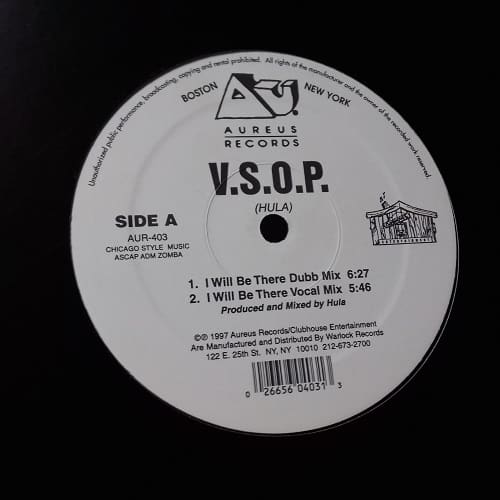 Unauthorized public performance, broadcasting, copying and rental prohibited. All rights of the manufacturer and the owner of the recorded work reserved.
BOSTON
NEW YORK
AU.
AUREUS
RECORDS
V.S.O.P.
(HULA)
SIDE A
AUR-403
CHICAGO STYLE MUSIC
ASCAP ADM ZOMBA
ENTERTAINMENT
1. I Will Be There Dubb Mix 6:27
2. I Will Be There Vocal Mix 5:46
Produced and Mixed by Hula
©℗ 1997 Aureus Records/Clubhouse Entertainment
Are Manufactured and Distributed By Warlock Records
122 E. 25th St. NY, NY 10010 212-673-2700
0 26656 04031 3